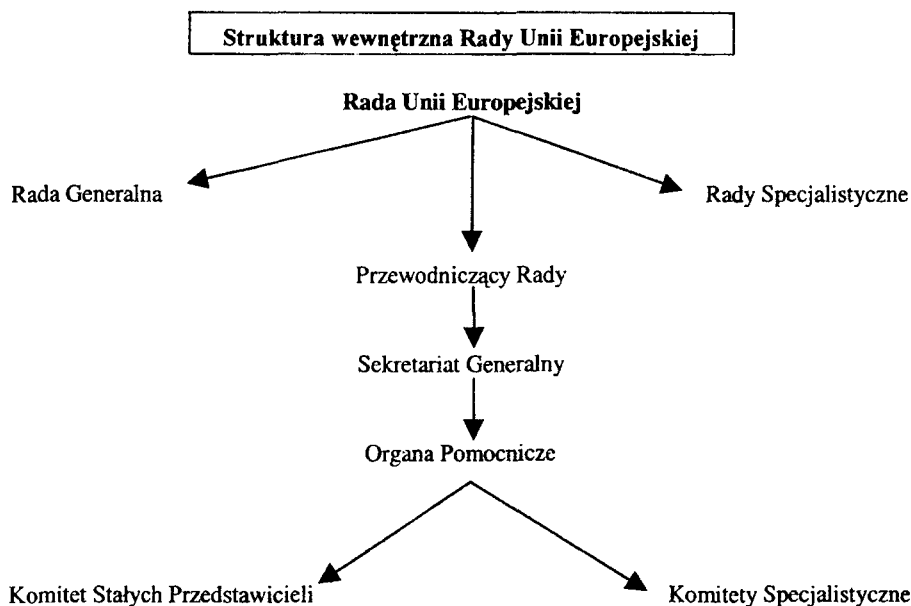 Struktura wewnętrzna Rady Unii Europejskiej
Rada Unii Europejskiej
Rada Generalna
Rady Specjalistyczne
Przewodniczący Rady
Sekretariat Generalny
Organa Pomocnicze
Komitet Stałych Przedstawicieli
Komitety Specjalistyczne